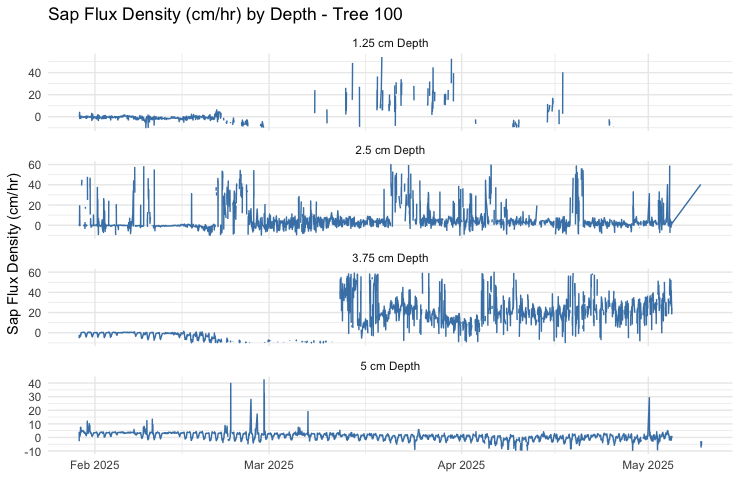 Sap Flux Density (cm/hr) by Depth - Tree 100
1.25 cm Depth
40
20
0
2.5 cm Depth
60
40
20
0
3.75 cm Depth
60
40
20
0
5 cm Depth
40
30
20
10
0
-10
Sap Flux Density (cm/hr)
Feb 2025 Mar 2025 Apr 2025 May 2025